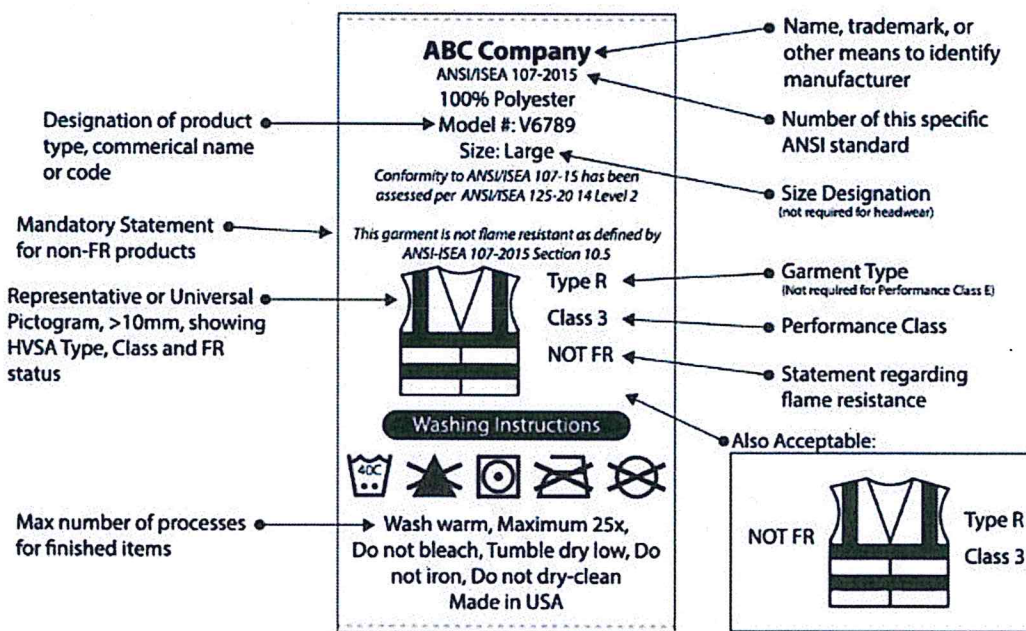 ABC Company
ANSI/ISEA 107-2015
100% Polyester
Model #: V6789
Size: Large
Conformity to ANSI/ISEA 107-15 has been
assessed per ANSI/ISEA 125-20 14 Level 2
This garment is not flame resistant as defined by
ANSI-ISEA 107-2015 Section 10.5
Type R
Class 3
NOT FR
Washing Instructions
40C
Wash warm, Maximum 25x,
Do not bleach, Tumble dry low, Do
not iron, Do not dry-clean
Made in USA
Designation of product
type, commerical name
or code
Mandatory Statement
for non-FR products
Representative or Universal
Pictogram, >10mm, showing
HVSA Type, Class and FR
status
Max number of processes
for finished items
Name, trademark, or
other means to identify
manufacturer
Number of this specific
ANSI standard
Size Designation
(not required for headwear)
Garment Type
(Not required for Performance Class E)
Performance Class
Statement regarding
flame resistance
Also Acceptable:
NOT FR
Type R
Class 3